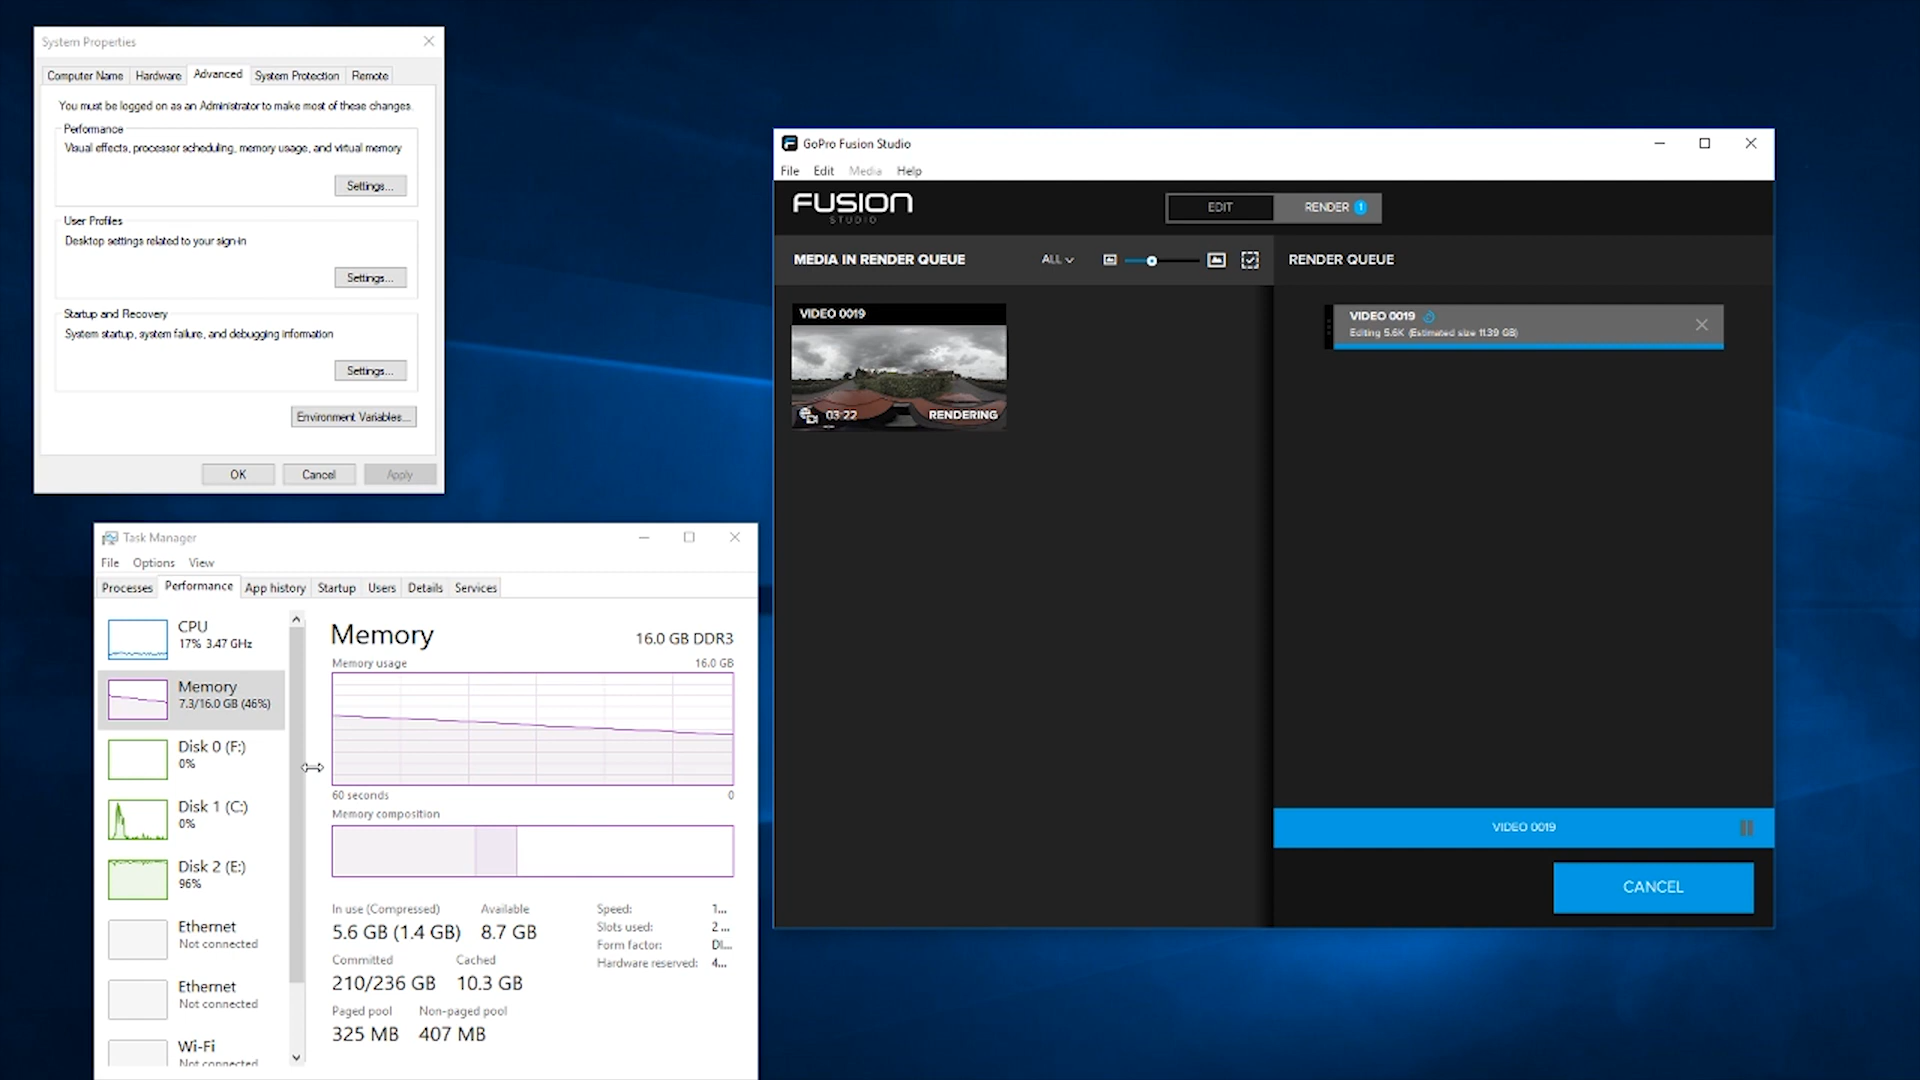 System Properties
Computer Name Hardware Advanced System Protection Remote
You must be logged on as an Administrator to make most of these changes.
Performance
Visual effects, processor scheduling, memory usage, and virtual memory
Settings...
User Profiles
Desktop settings related to your sign-in
Settings...
Startup and Recovery
System startup, system failure, and debugging information
Settings...
Environment Variables...
OK Cancel Apply
Task Manager
File Options View
Processes Performance App history Startup Users Details Services
CPU
17% 3.47 GHz
Memory
7.3/16.0 GB (46%)
Disk 0 (F:)
0%
Disk 1 (C:)
0%
Disk 2 (E:)
96%
Ethernet
Not connected
Ethernet
Not connected
Wi-Fi
Not connected
Memory 16.0 GB DDR3
Memory usage 16.0 GB
60 seconds 0
Memory composition
In use (Compressed) Available
5.6 GB (1.4 GB) 8.7 GB
Committed Cached
210/236 GB 10.3 GB
Paged pool Non-paged pool
325 MB 407 MB
Speed: 1...
Slots used: 2 ...
Form factor: DI...
Hardware reserved: 4...
GoPro Fusion Studio
File Edit Media Help
FUSION
STUDIO
EDIT RENDER 1
MEDIA IN RENDER QUEUE ALL
RENDER QUEUE
VIDEO 0019
03:22 RENDERING
VIDEO 0019
Editing 5.6K (Estimated size 11.39 GB)
VIDEO 0019
CANCEL